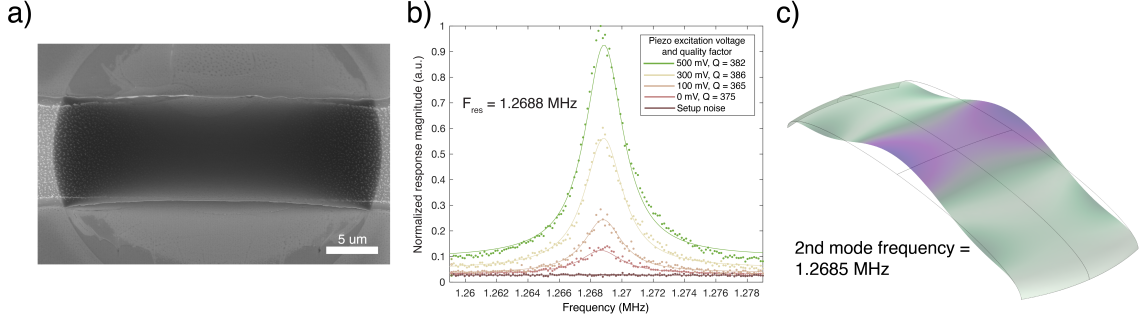 a)
5 um
b)
Normalized response magnitude (a.u.)
1
0.9
0.8
0.7
0.6
0.5
0.4
0.3
0.2
0.1
0
F_res = 1.2688 MHz
Piezo excitation voltage
and quality factor
500 mV, Q = 382
300 mV, Q = 386
100 mV, Q = 365
0 mV, Q = 375
Setup noise
1.26 1.262 1.264 1.266 1.268 1.27 1.272 1.274 1.276 1.278
Frequency (MHz)
c)
2nd mode frequency =
1.2685 MHz